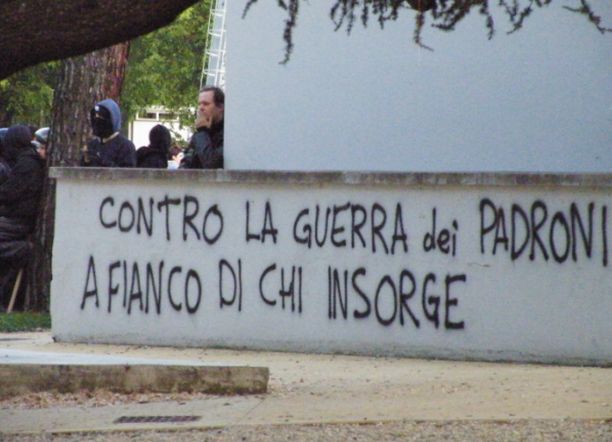 CONTRO LA GUERRA dei PADRONI
A FIANCO DI CHI INSORGE